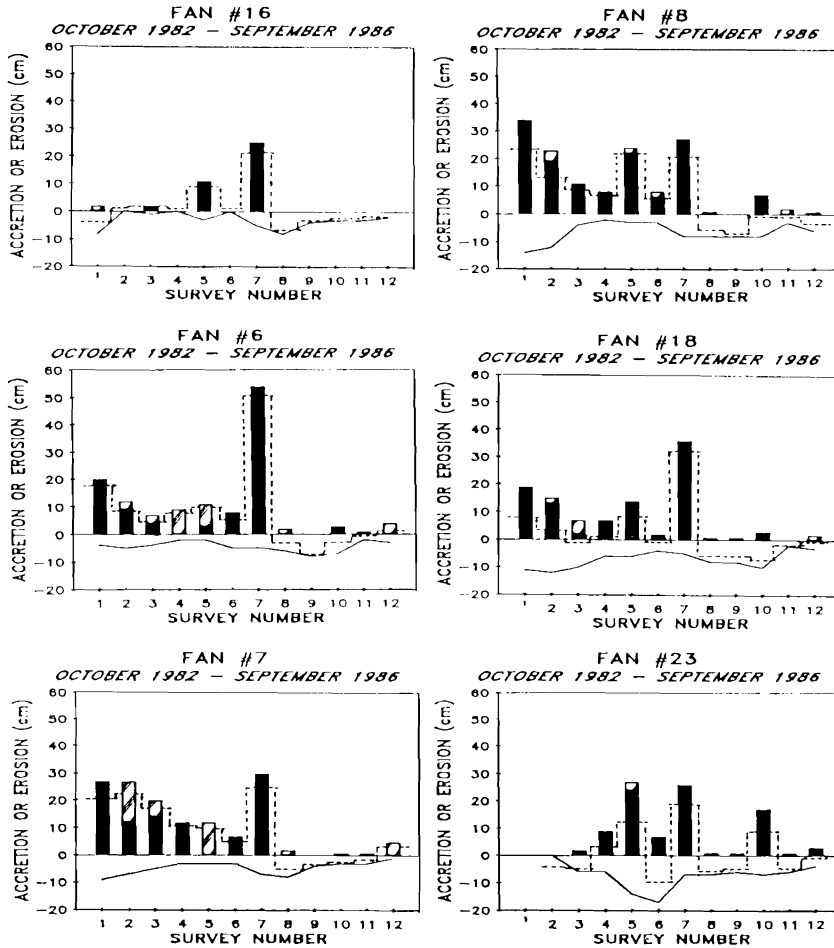 FAN #16
OCTOBER 1982 – SEPTEMBER 1986
ACCRETION OR EROSION (cm)
60
50
40
30
20
10
0
-10
-20
1 2 3 4 5 6 7 8 9 10 11 12
SURVEY NUMBER
FAN #8
OCTOBER 1982 – SEPTEMBER 1986
ACCRETION OR EROSION (cm)
60
50
40
30
20
10
0
-10
-20
1 2 3 4 5 6 7 8 9 10 11 12
SURVEY NUMBER
FAN #6
OCTOBER 1982 – SEPTEMBER 1986
ACCRETION OR EROSION (cm)
60
50
40
30
20
10
0
-10
-20
1 2 3 4 5 6 7 8 9 10 11 12
SURVEY NUMBER
FAN #18
OCTOBER 1982 – SEPTEMBER 1986
ACCRETION OR EROSION (cm)
60
50
40
30
20
10
0
-10
-20
1 2 3 4 5 6 7 8 9 10 11 12
SURVEY NUMBER
FAN #7
OCTOBER 1982 – SEPTEMBER 1986
ACCRETION OR EROSION (cm)
60
50
40
30
20
10
0
-10
-20
1 2 3 4 5 6 7 8 9 10 11 12
SURVEY NUMBER
FAN #23
OCTOBER 1982 – SEPTEMBER 1986
ACCRETION OR EROSION (cm)
60
50
40
30
20
10
0
-10
-20
1 2 3 4 5 6 7 8 9 10 11 12
SURVEY NUMBER